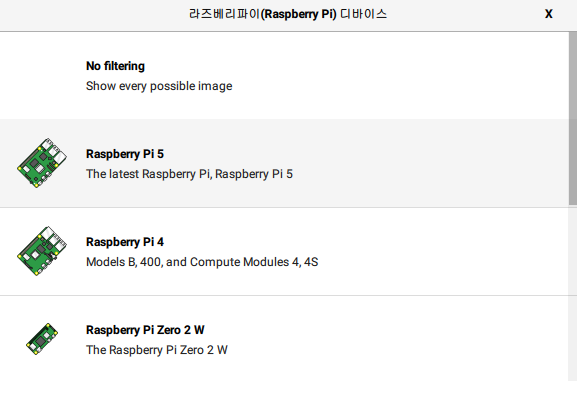 라즈베리파이(Raspberry Pi) 디바이스
X
No filtering
Show every possible image
Raspberry Pi 5
The latest Raspberry Pi, Raspberry Pi 5
Raspberry Pi 4
Models B, 400, and Compute Modules 4, 4S
Raspberry Pi Zero 2 W
The Raspberry Pi Zero 2 W